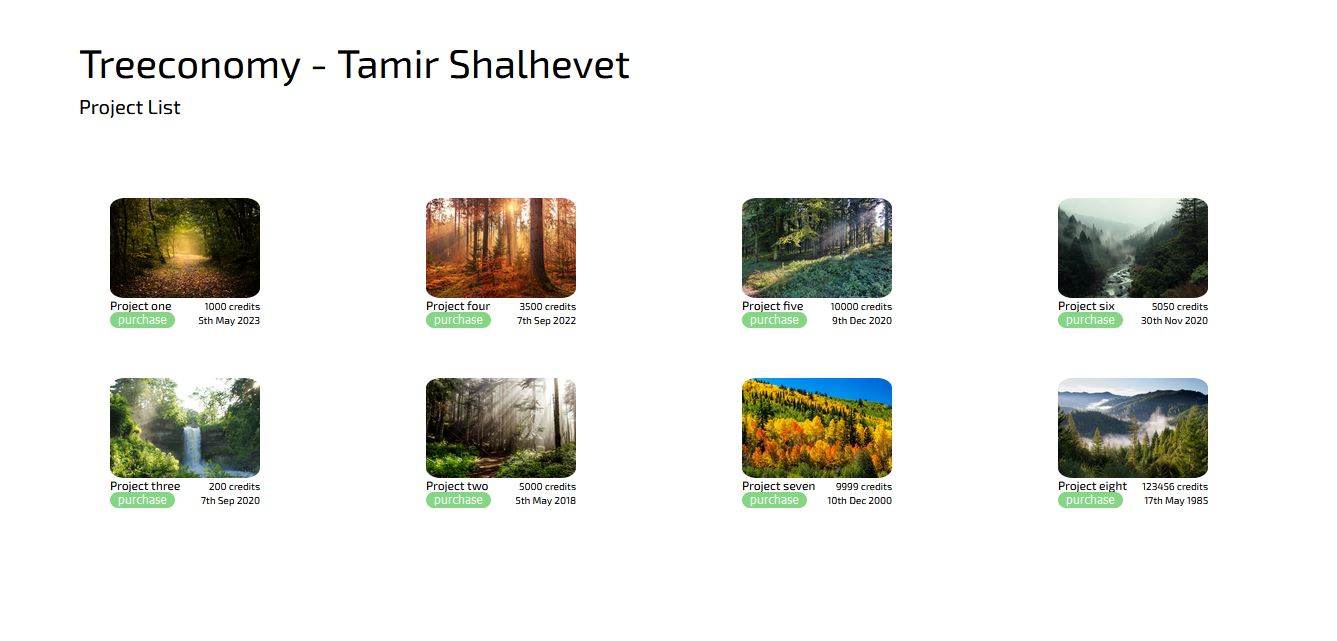 Treeconomy - Tamir Shalhevet
Project List
Project one 1000 credits
purchase 5th May 2023
Project four 3500 credits
purchase 7th Sep 2022
Project five 10000 credits
purchase 9th Dec 2020
Project six 5050 credits
purchase 30th Nov 2020
Project three 200 credits
purchase 7th Sep 2020
Project two 5000 credits
purchase 5th May 2018
Project seven 9999 credits
purchase 10th Dec 2000
Project eight 123456 credits
purchase 17th May 1985